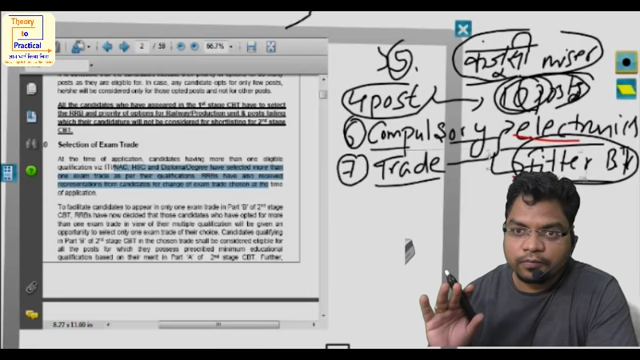 Theory
to
Practical
2
58
66.7%
posts as they are eligible for. In case, any candidate opts for only few posts,
he/she will be considered only for those opted posts and not for other posts.
All the candidates who have appeared in the 1st stage CBT have to select
the RRB and priority of options for Railway/Production unit & posts failing
which their candidature will not be considered for shortlisting for 2nd stage
CBT.
Selection of Exam Trade
At the time of application, candidates having more than one eligible
qualification viz ITI/NAC, HSC and Diploma/Degree have selected more than
one exam trade as per their qualifications. RRBs have also received
representations from candidates for change of exam trade chosen at the time
of application.
To facilitate candidates to appear in only one exam trade in Part 'B' of 2nd
stage CBT, RRBs have now decided that those candidates who have opted for
more than one trade in view of their multiple qualification will be given an
opportunity to select only one exam trade of their choice. Candidates qualifying
in Part 'B' of 2nd stage CBT in the chosen trade shall be considered eligible
for all the posts for which they possess prescribed minimum educational
qualification based on their merit in Part 'A' of 2nd stage CBT. Further,
8.27 x 11.69 in
5
कंजूसी miser
post
6 Compulsory electronics
7 Trade fitter